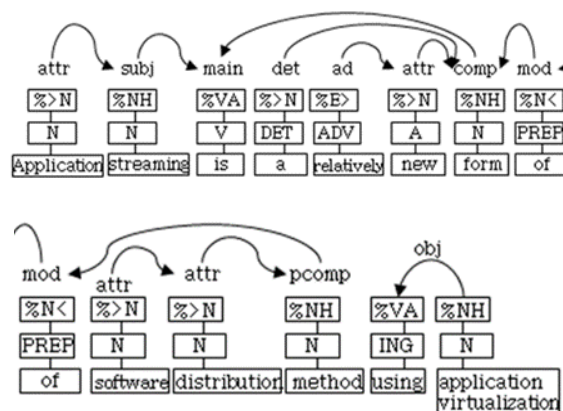 attr subj main det ad attr comp mod
%>N %NH %VA %>N %E> %>N %NH %N<
N N V DET ADV A N PREP
Application streaming is a relatively new form of
obj
mod attr attr pcomp
%N< %>N %>N %NH %VA %NH
PREP N N N ING N
of software distribution method using application
virtualization